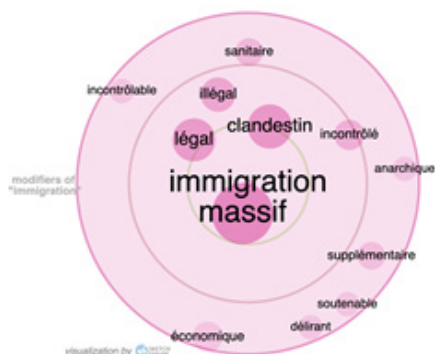 sanitaire
incontrôlable
illégal
clandestin
légal
incontrôlé
anarchique
modifiers of
"immigration"
immigration
massif
supplémentaire
soutenable
délirant
économique
visualization by